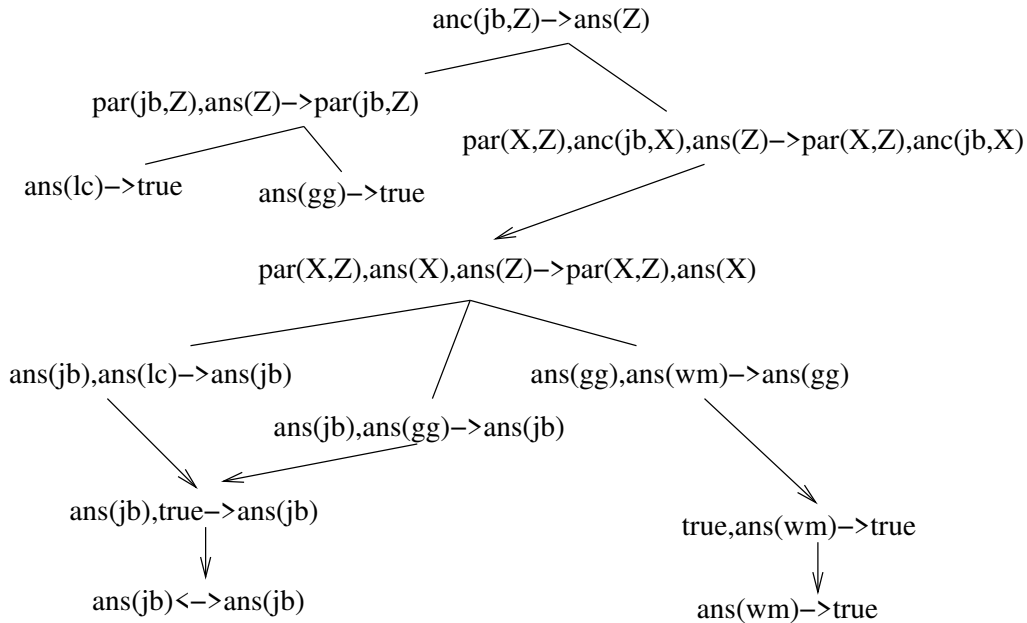 anc(jb,Z)−>ans(Z)
par(jb,Z),ans(Z)−>par(jb,Z)
par(X,Z),anc(jb,X),ans(Z)−>par(X,Z),anc(jb,X)
ans(lc)−>true
ans(gg)−>true
par(X,Z),ans(X),ans(Z)−>par(X,Z),ans(X)
ans(jb),ans(lc)−>ans(jb)
ans(gg),ans(wm)−>ans(gg)
ans(jb),ans(gg)−>ans(jb)
ans(jb),true−>ans(jb)
true,ans(wm)−>true
ans(jb)<−>ans(jb)
ans(wm)−>true